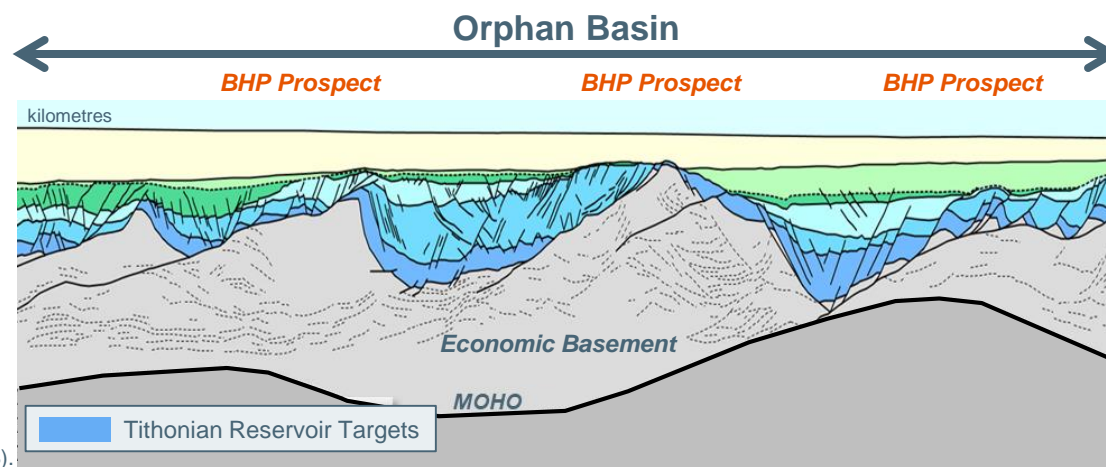 Orphan Basin
BHP Prospect BHP Prospect BHP Prospect
kilometres
Economic Basement
MOHO
Tithonian Reservoir Targets
).